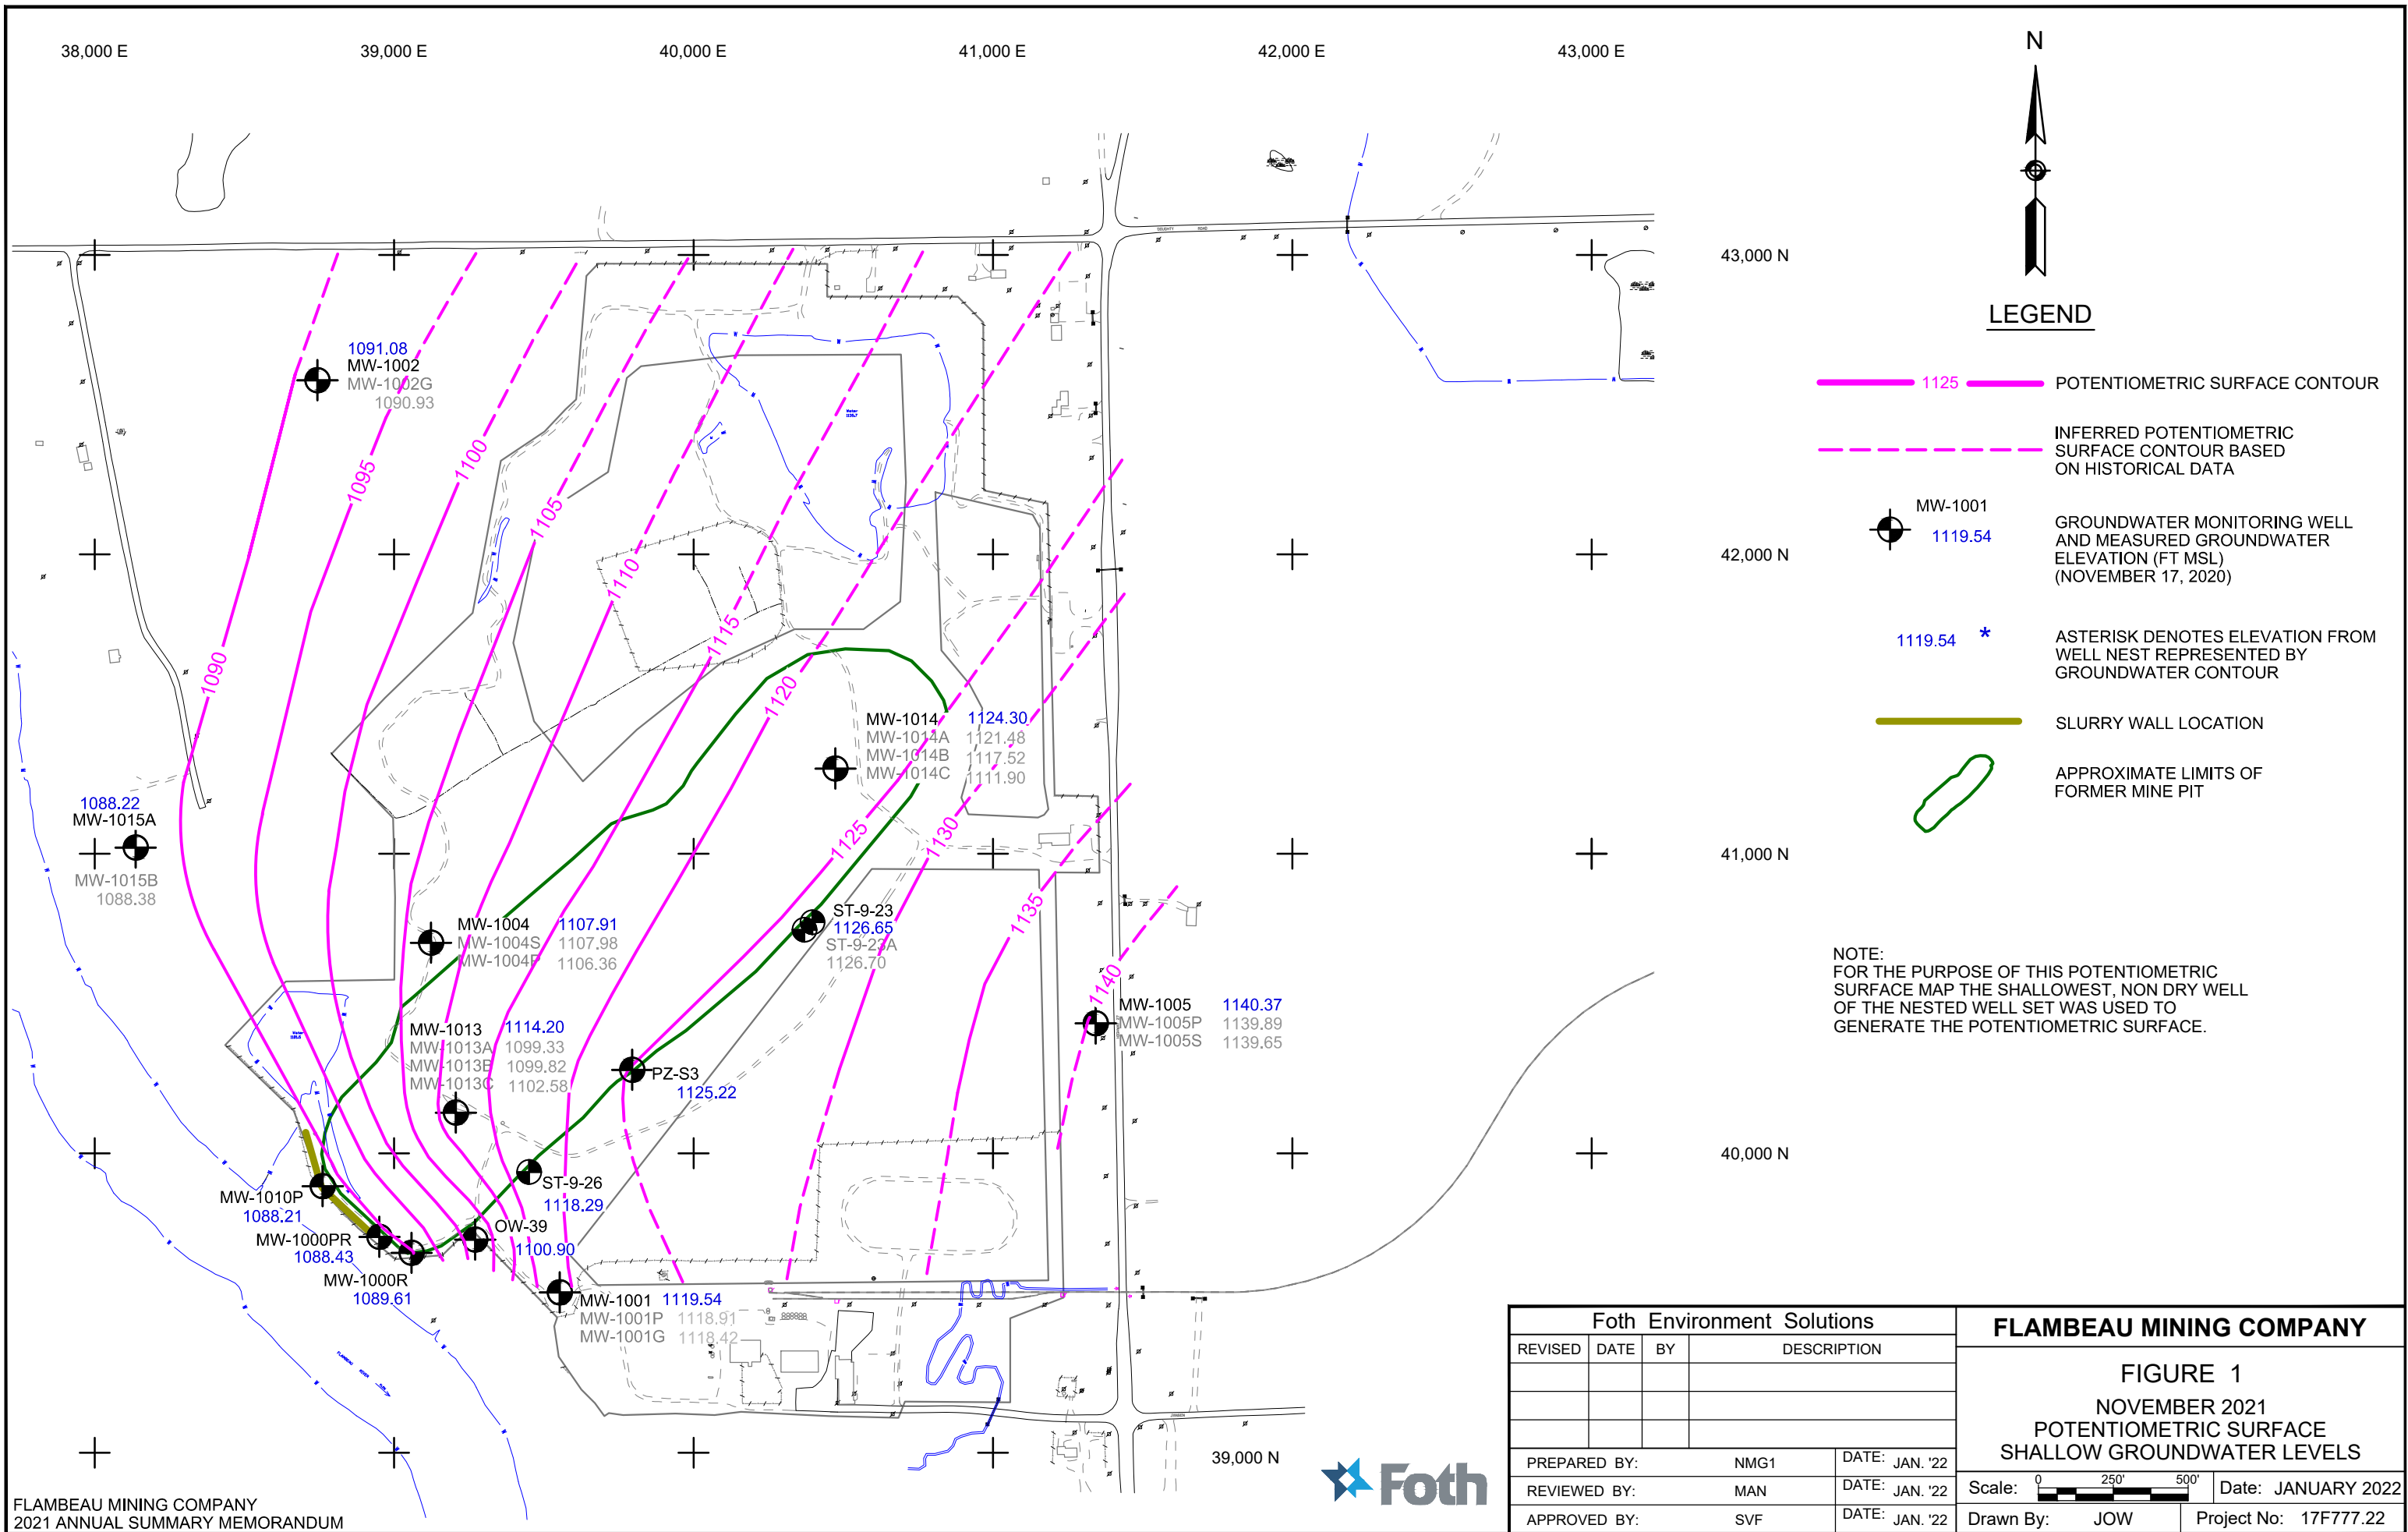 38,000 E
39,000 E
40,000 E
41,000 E
42,000 E
43,000 E
N
43,000 N
42,000 N
41,000 N
40,000 N
39,000 N
LEGEND
1125
POTENTIOMETRIC SURFACE CONTOUR
INFERRED POTENTIOMETRIC
SURFACE CONTOUR BASED
ON HISTORICAL DATA
MW-1001
1119.54
GROUNDWATER MONITORING WELL
AND MEASURED GROUNDWATER
ELEVATION (FT MSL)
(NOVEMBER 17, 2020)
1119.54 *
ASTERISK DENOTES ELEVATION FROM
WELL NEST REPRESENTED BY
GROUNDWATER CONTOUR
SLURRY WALL LOCATION
APPROXIMATE LIMITS OF
FORMER MINE PIT
NOTE:
FOR THE PURPOSE OF THIS POTENTIOMETRIC
SURFACE MAP THE SHALLOWEST, NON DRY WELL
OF THE NESTED WELL SET WAS USED TO
GENERATE THE POTENTIOMETRIC SURFACE.
1091.08
MW-1002
MW-1002G
1090.93
1090
1095
1100
1105
1110
1115
1120
1125
1130
1135
1140
MW-1014 1124.30
MW-1014A 1121.48
MW-1014B 1117.52
MW-1014C 1111.90
1088.22
MW-1015A
MW-1015B
1088.38
MW-1004 1107.91
MW-1004S 1107.98
MW-1004P 1106.36
ST-9-23
1126.65
ST-9-23A
1126.70
MW-1005 1140.37
MW-1005P 1139.89
MW-1005S 1139.65
MW-1013 1114.20
MW-1013A 1099.33
MW-1013B 1099.82
MW-1013C 1102.58
PZ-S3
1125.22
ST-9-26
1118.29
MW-1010P
1088.21
OW-39
1100.90
MW-1000PR
1088.43
MW-1000R
1089.61
MW-1001 1119.54
MW-1001P 1118.91
MW-1001G 1118.42
FLAMBEAU RIVER
DOUGHTY ROAD
JANSEN
FLAMBEAU MINING COMPANY
2021 ANNUAL SUMMARY MEMORANDUM
Foth
Foth Environment Solutions
REVISED DATE BY DESCRIPTION
PREPARED BY: NMG1 DATE: JAN. '22
REVIEWED BY: MAN DATE: JAN. '22
APPROVED BY: SVF DATE: JAN. '22
FLAMBEAU MINING COMPANY
FIGURE 1
NOVEMBER 2021
POTENTIOMETRIC SURFACE
SHALLOW GROUNDWATER LEVELS
Scale: 0 250' 500' Date: JANUARY 2022
Drawn By: JOW Project No: 17F777.22